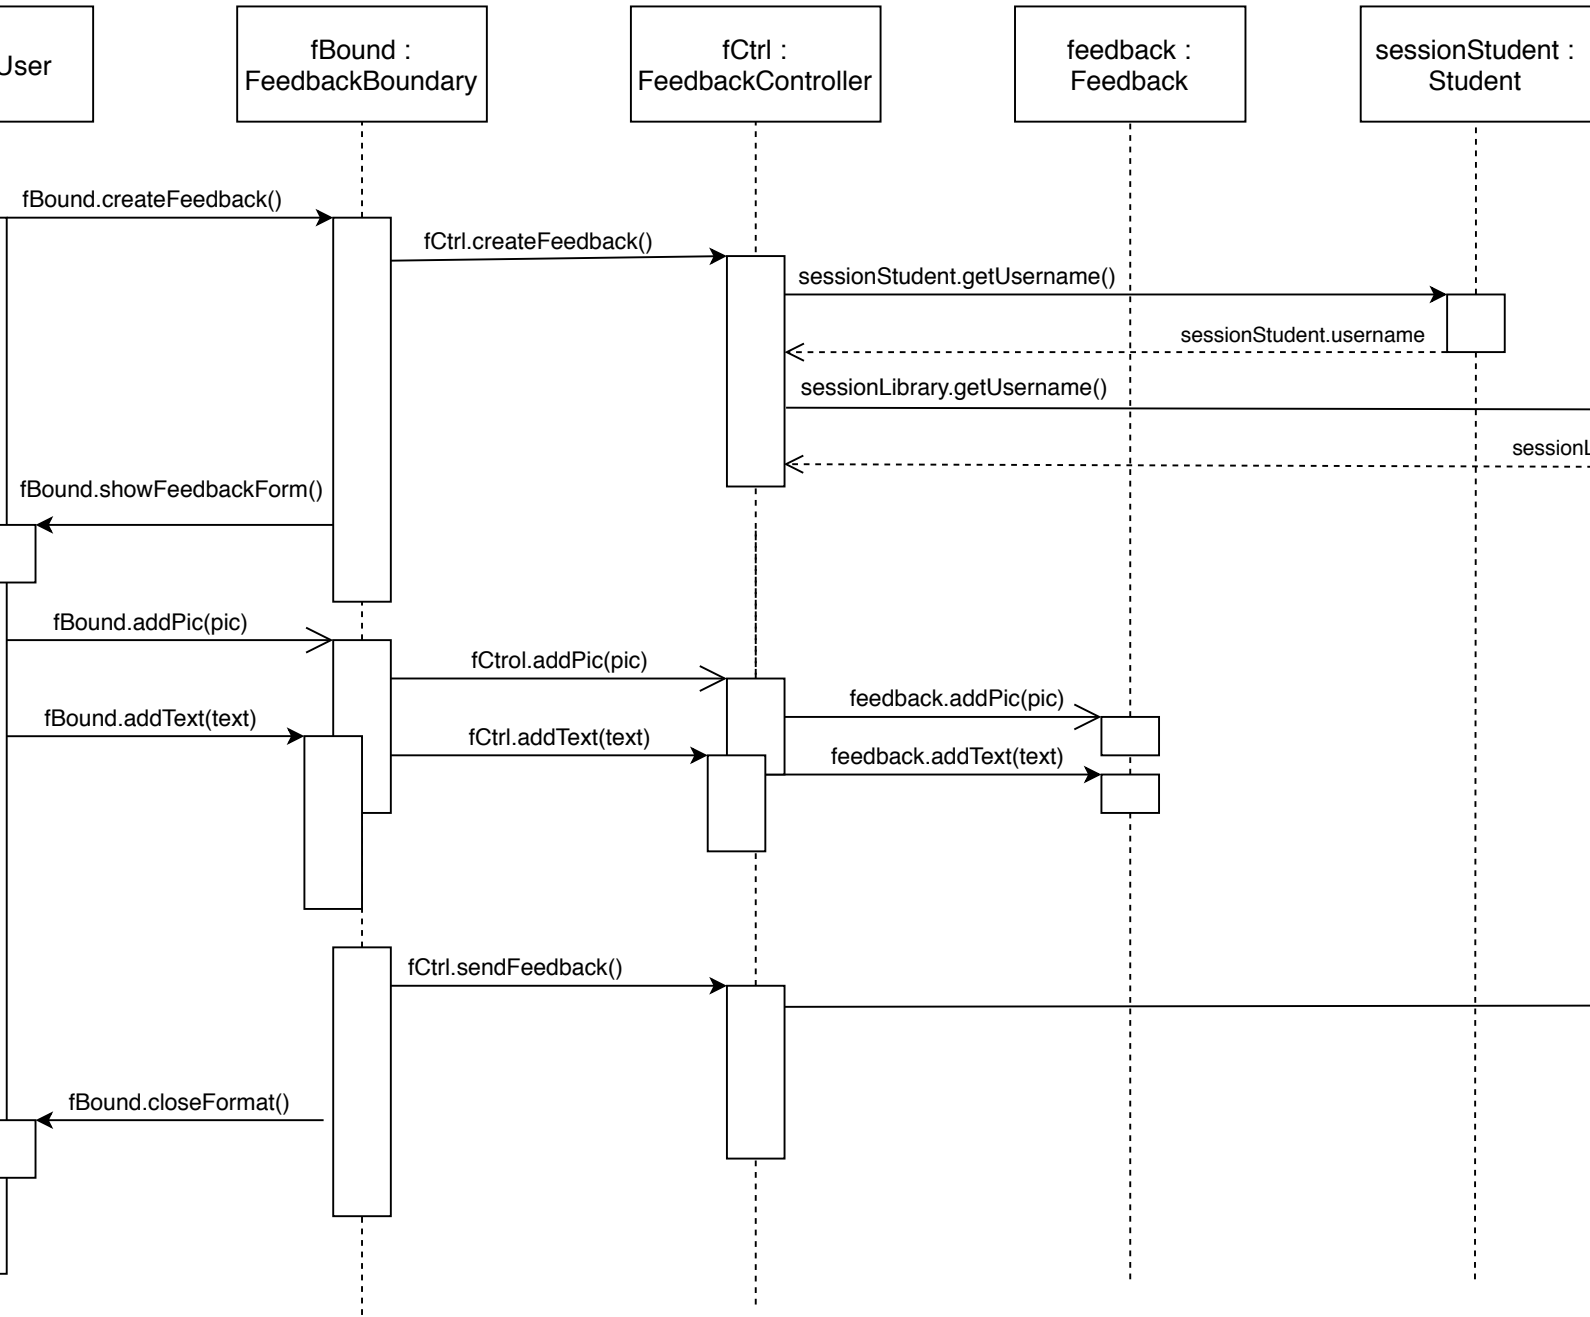 User
fBound :
FeedbackBoundary
fCtrl :
FeedbackController
feedback :
Feedback
sessionStudent :
Student
fBound.createFeedback()
fCtrl.createFeedback()
sessionStudent.getUsername()
sessionStudent.username
sessionLibrary.getUsername()
sessionL
fBound.showFeedbackForm()
fBound.addPic(pic)
fCtrol.addPic(pic)
feedback.addPic(pic)
fBound.addText(text)
fCtrl.addText(text)
feedback.addText(text)
fCtrl.sendFeedback()
fBound.closeFormat()